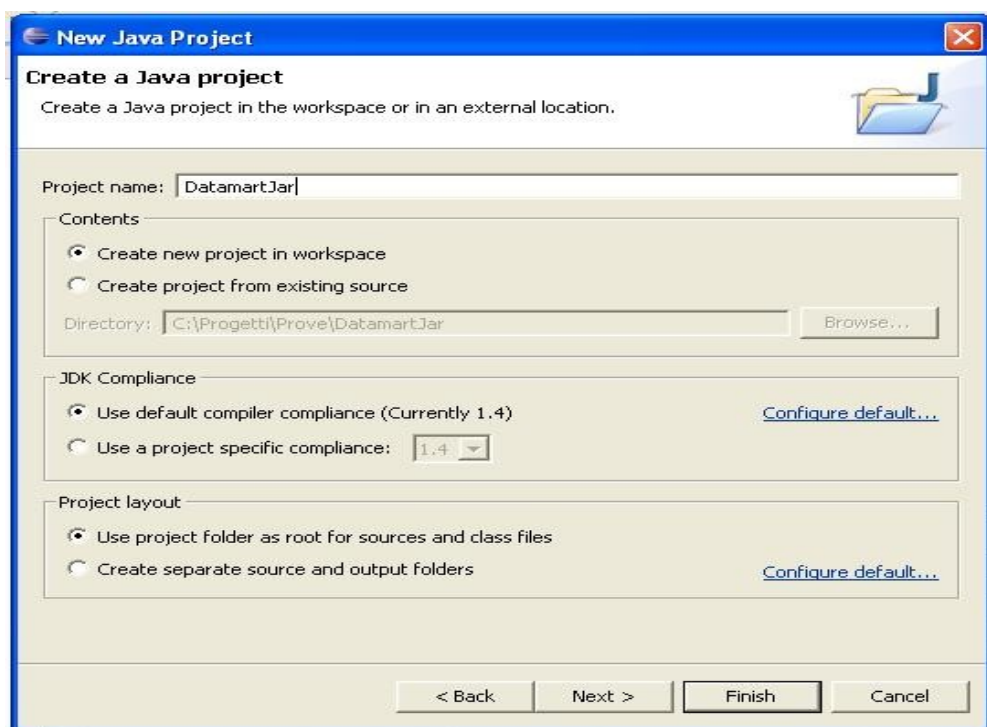 New Java Project
Create a Java project
Create a Java project in the workspace or in an external location.
J
Project name: DatamartJar
Contents
Create new project in workspace
Create project from existing source
Directory: C:\Progetti\Prove\DatamartJar Browse...
JDK Compliance
Use default compiler compliance (Currently 1.4) Configure default...
Use a project specific compliance: 1.4
Project layout
Use project folder as root for sources and class files
Create separate source and output folders Configure default...
< Back Next > Finish Cancel